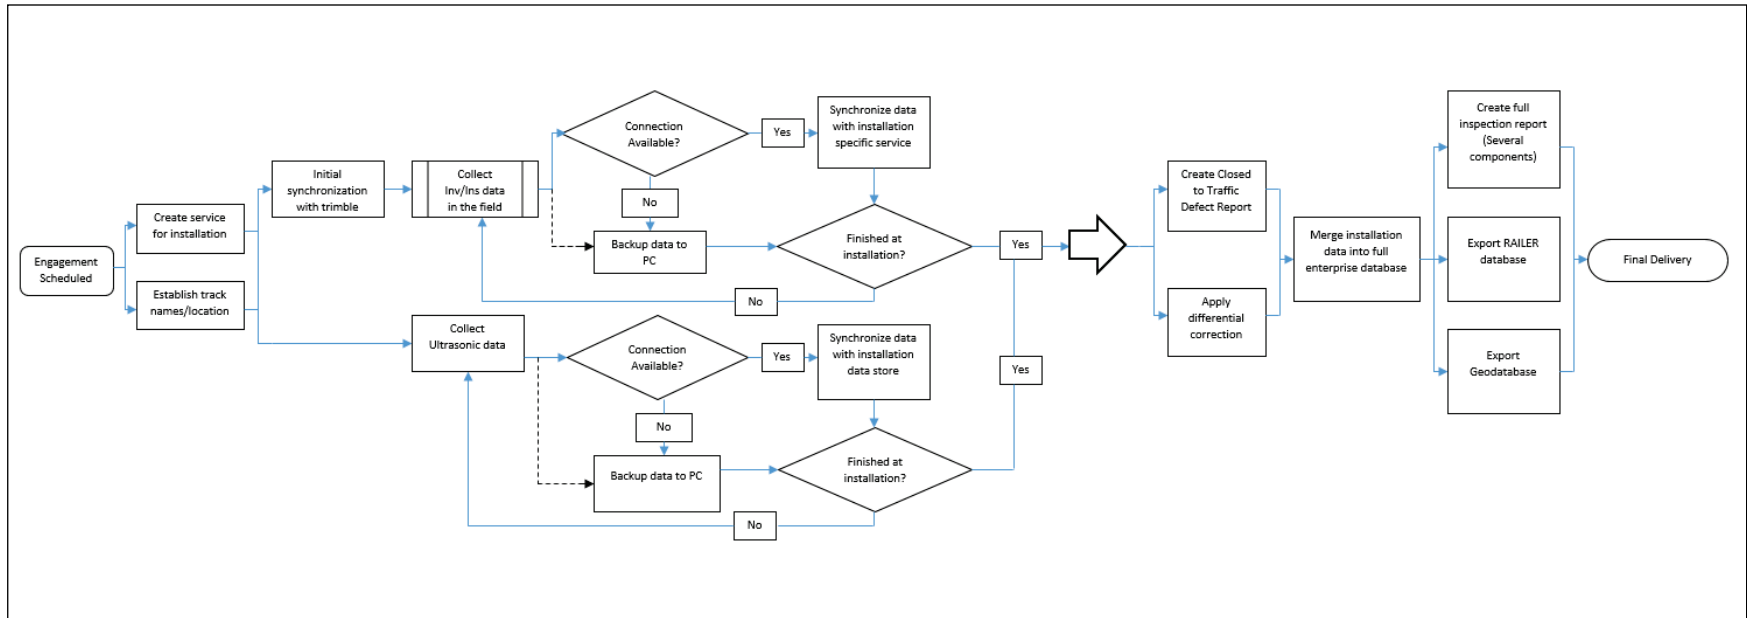 Engagement
Scheduled
Create service
for installation
Establish track
names/location
Initial
synchronization
with trimble
Collect
Inv/Ins data
in the field
Connection
Available?
Yes
Synchronize data
with installation
specific service
No
Backup data to
PC
Finished at
installation?
Yes
No
Collect
Ultrasonic data
Connection
Available?
Yes
Synchronize data
with installation
data store
No
Backup data to PC
Finished at
installation?
Yes
No
Create Closed
to Traffic
Defect Report
Apply
differential
correction
Merge installation
data into full
enterprise database
Create full
inspection report
(Several
components)
Export RAILER
database
Export
Geodatabase
Final Delivery